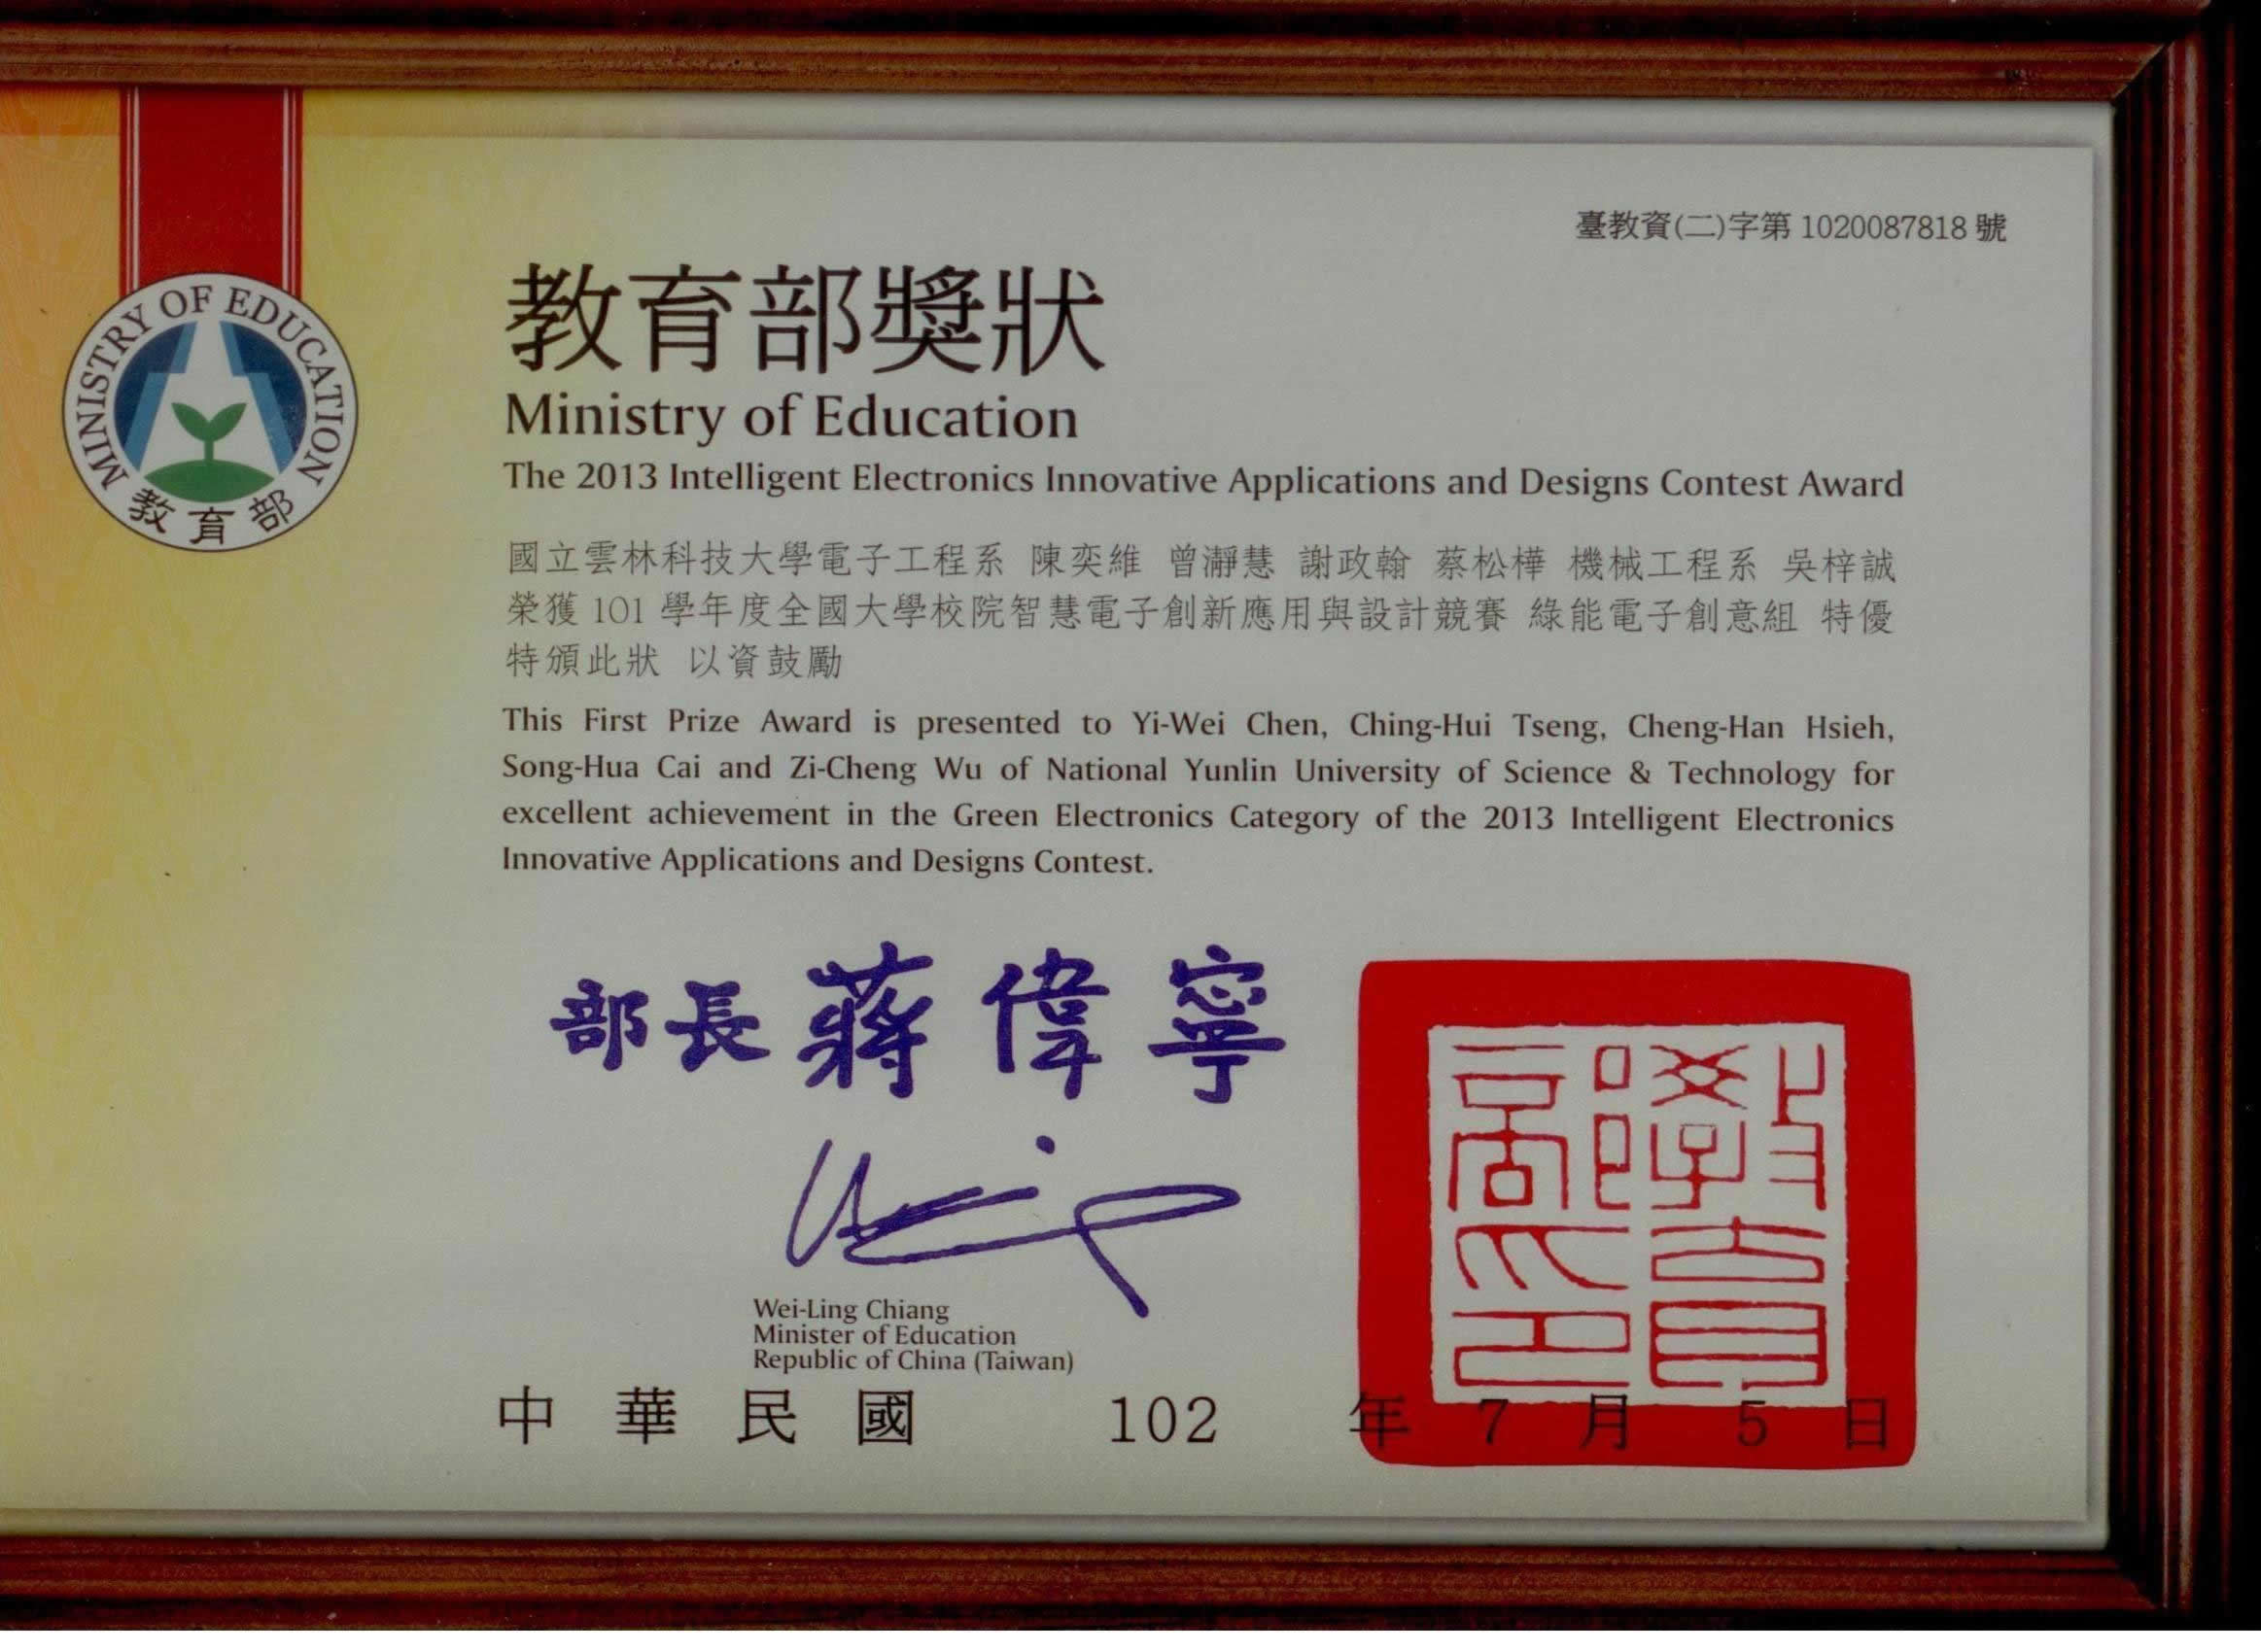 臺教資(二)字第 1020087818 號
MINISTRY OF EDUCATION
教育部
教育部獎狀
Ministry of Education
The 2013 Intelligent Electronics Innovative Applications and Designs Contest Award
國立雲林科技大學電子工程系 陳奕維 曾瀞慧 謝政翰 蔡松樺 機械工程系 吳梓誠
榮獲 101 學年度全國大學校院智慧電子創新應用與設計競賽 綠能電子創意組 特優
特頒此狀 以資鼓勵
This First Prize Award is presented to Yi-Wei Chen, Ching-Hui Tseng, Cheng-Han Hsieh,
Song-Hua Cai and Zi-Cheng Wu of National Yunlin University of Science & Technology for
excellent achievement in the Green Electronics Category of the 2013 Intelligent Electronics
Innovative Applications and Designs Contest.
部長 蔣偉寧
教育部印
Wei-Ling Chiang
Minister of Education
Republic of China (Taiwan)
中華民國 102 年 7 月 5 日